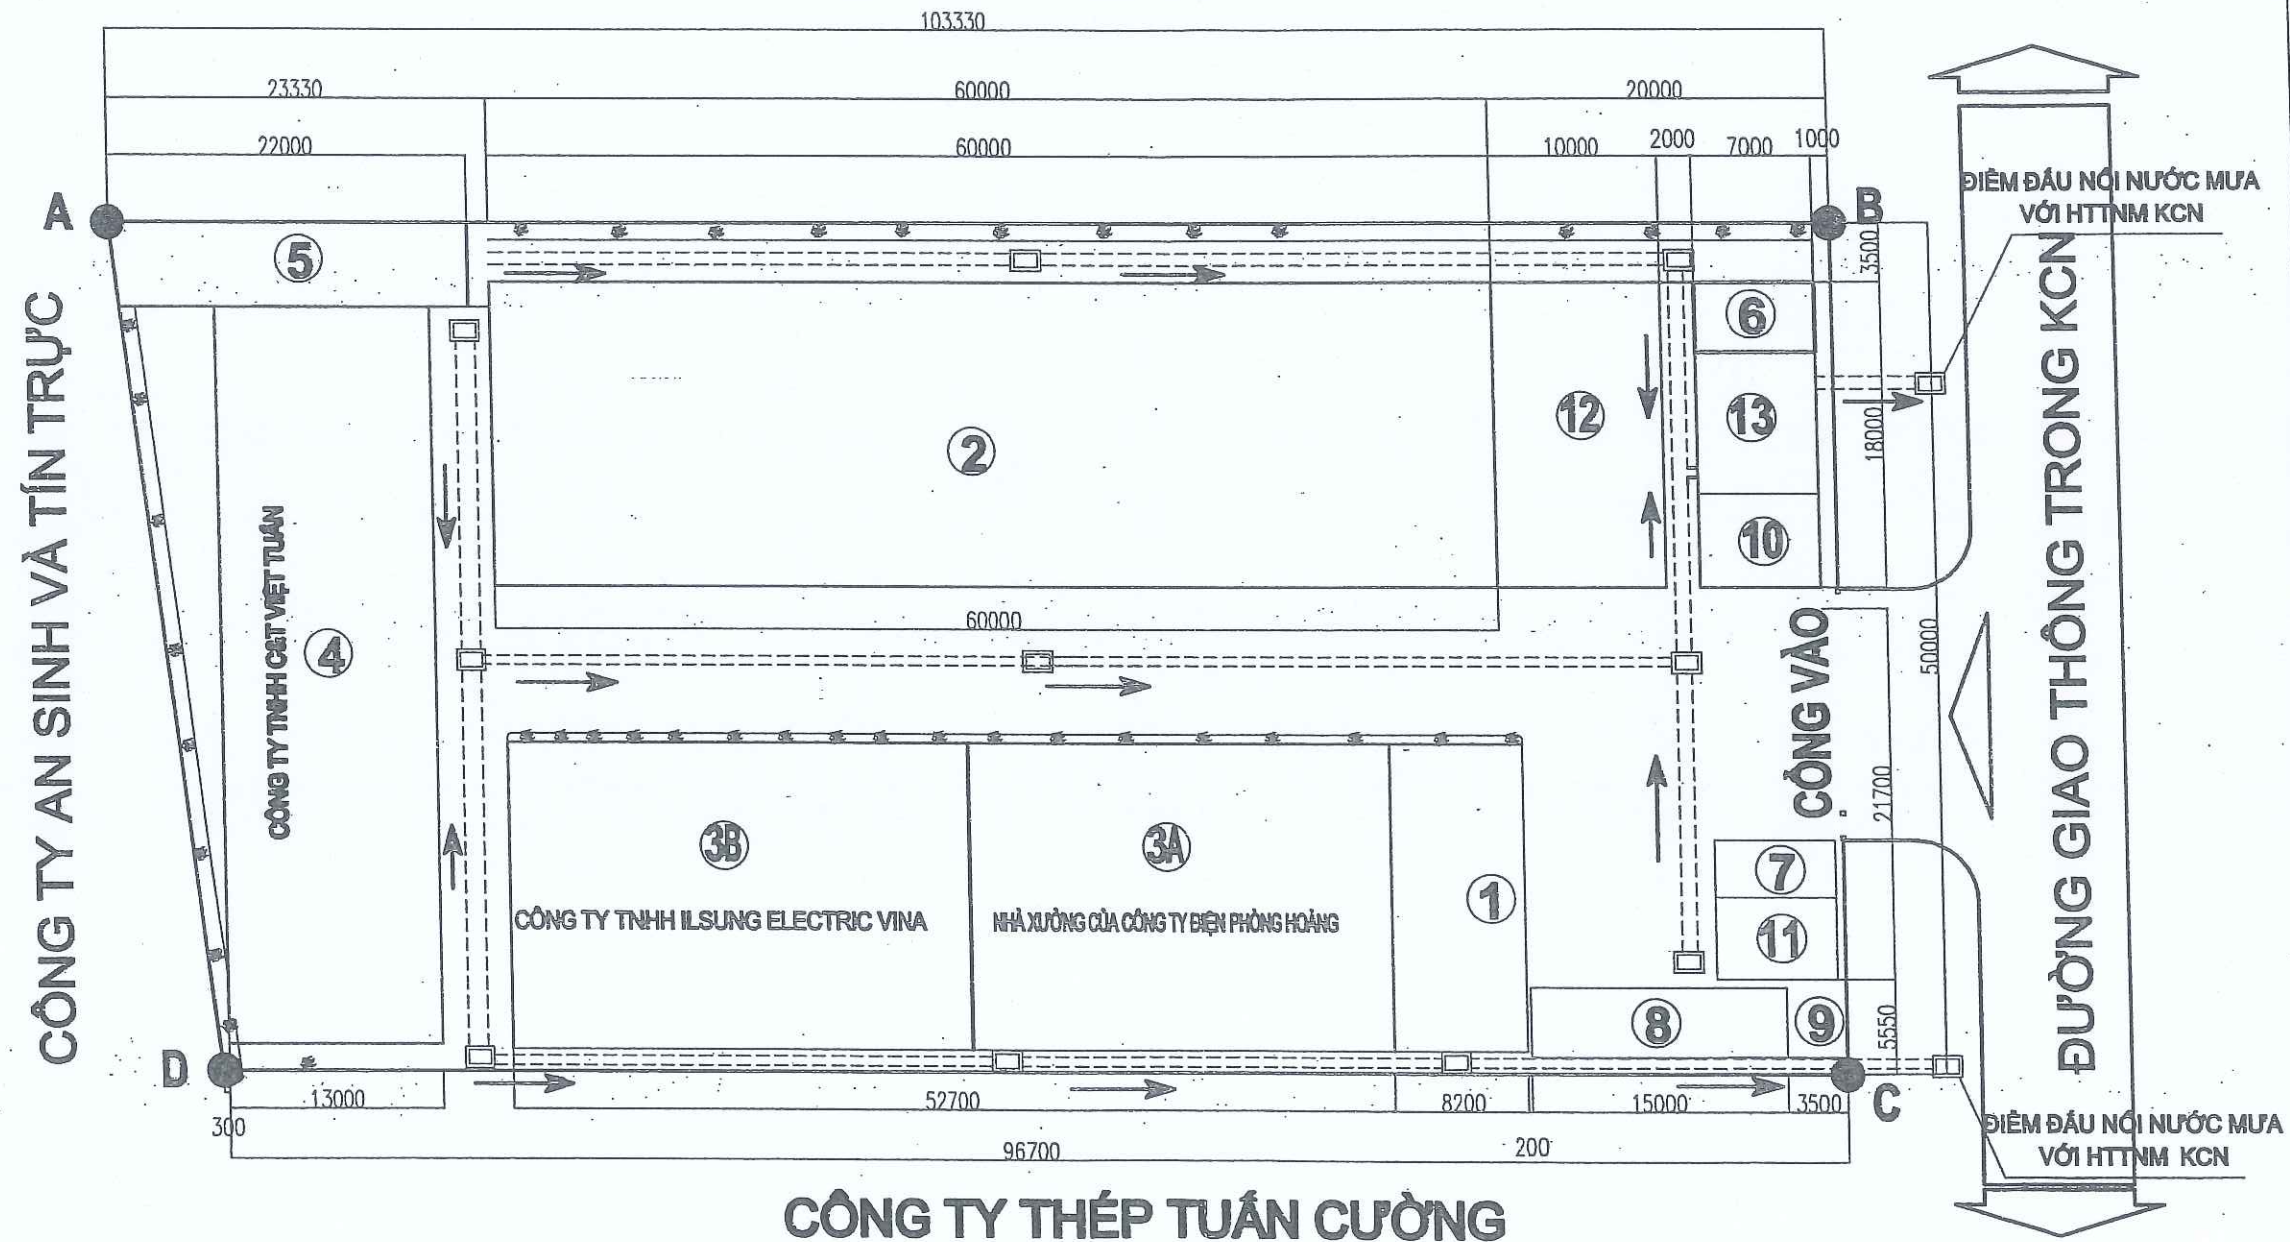 103330
23330
60000
20000
22000
60000
10000
2000
7000
1000
ĐIỂM ĐẤU NỐI NƯỚC MƯA
VỚI HTTNM KCN
A
B
5
3500
6
2
12
13
18000
10
CÔNG TY AN SINH VÀ TÍN TRỰC
CÔNG TY TNHH C&T VIỆT TUẤN
4
60000
CỔNG VÀO
50000
ĐƯỜNG GIAO THÔNG TRONG KCN
21700
3B
3A
1
7
CÔNG TY TNHH ILSUNG ELECTRIC VINA
NHÀ XƯỞNG CỦA CÔNG TY ĐIỆN PHÒNG HOÀNG
11
8
9
5550
D
C
13000
52700
8200
15000
3500
300
96700
200
ĐIỂM ĐẤU NỐI NƯỚC MƯA
VỚI HTTNM KCN
CÔNG TY THÉP TUẤN CƯỜNG